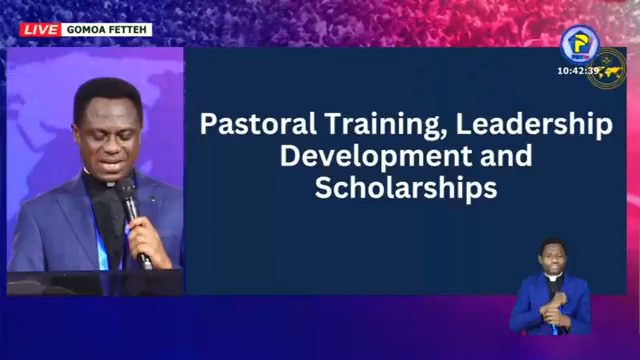 LIVE GOMOA FETTEH
10:42:39
Pastoral Training, Leadership
Development and
Scholarships